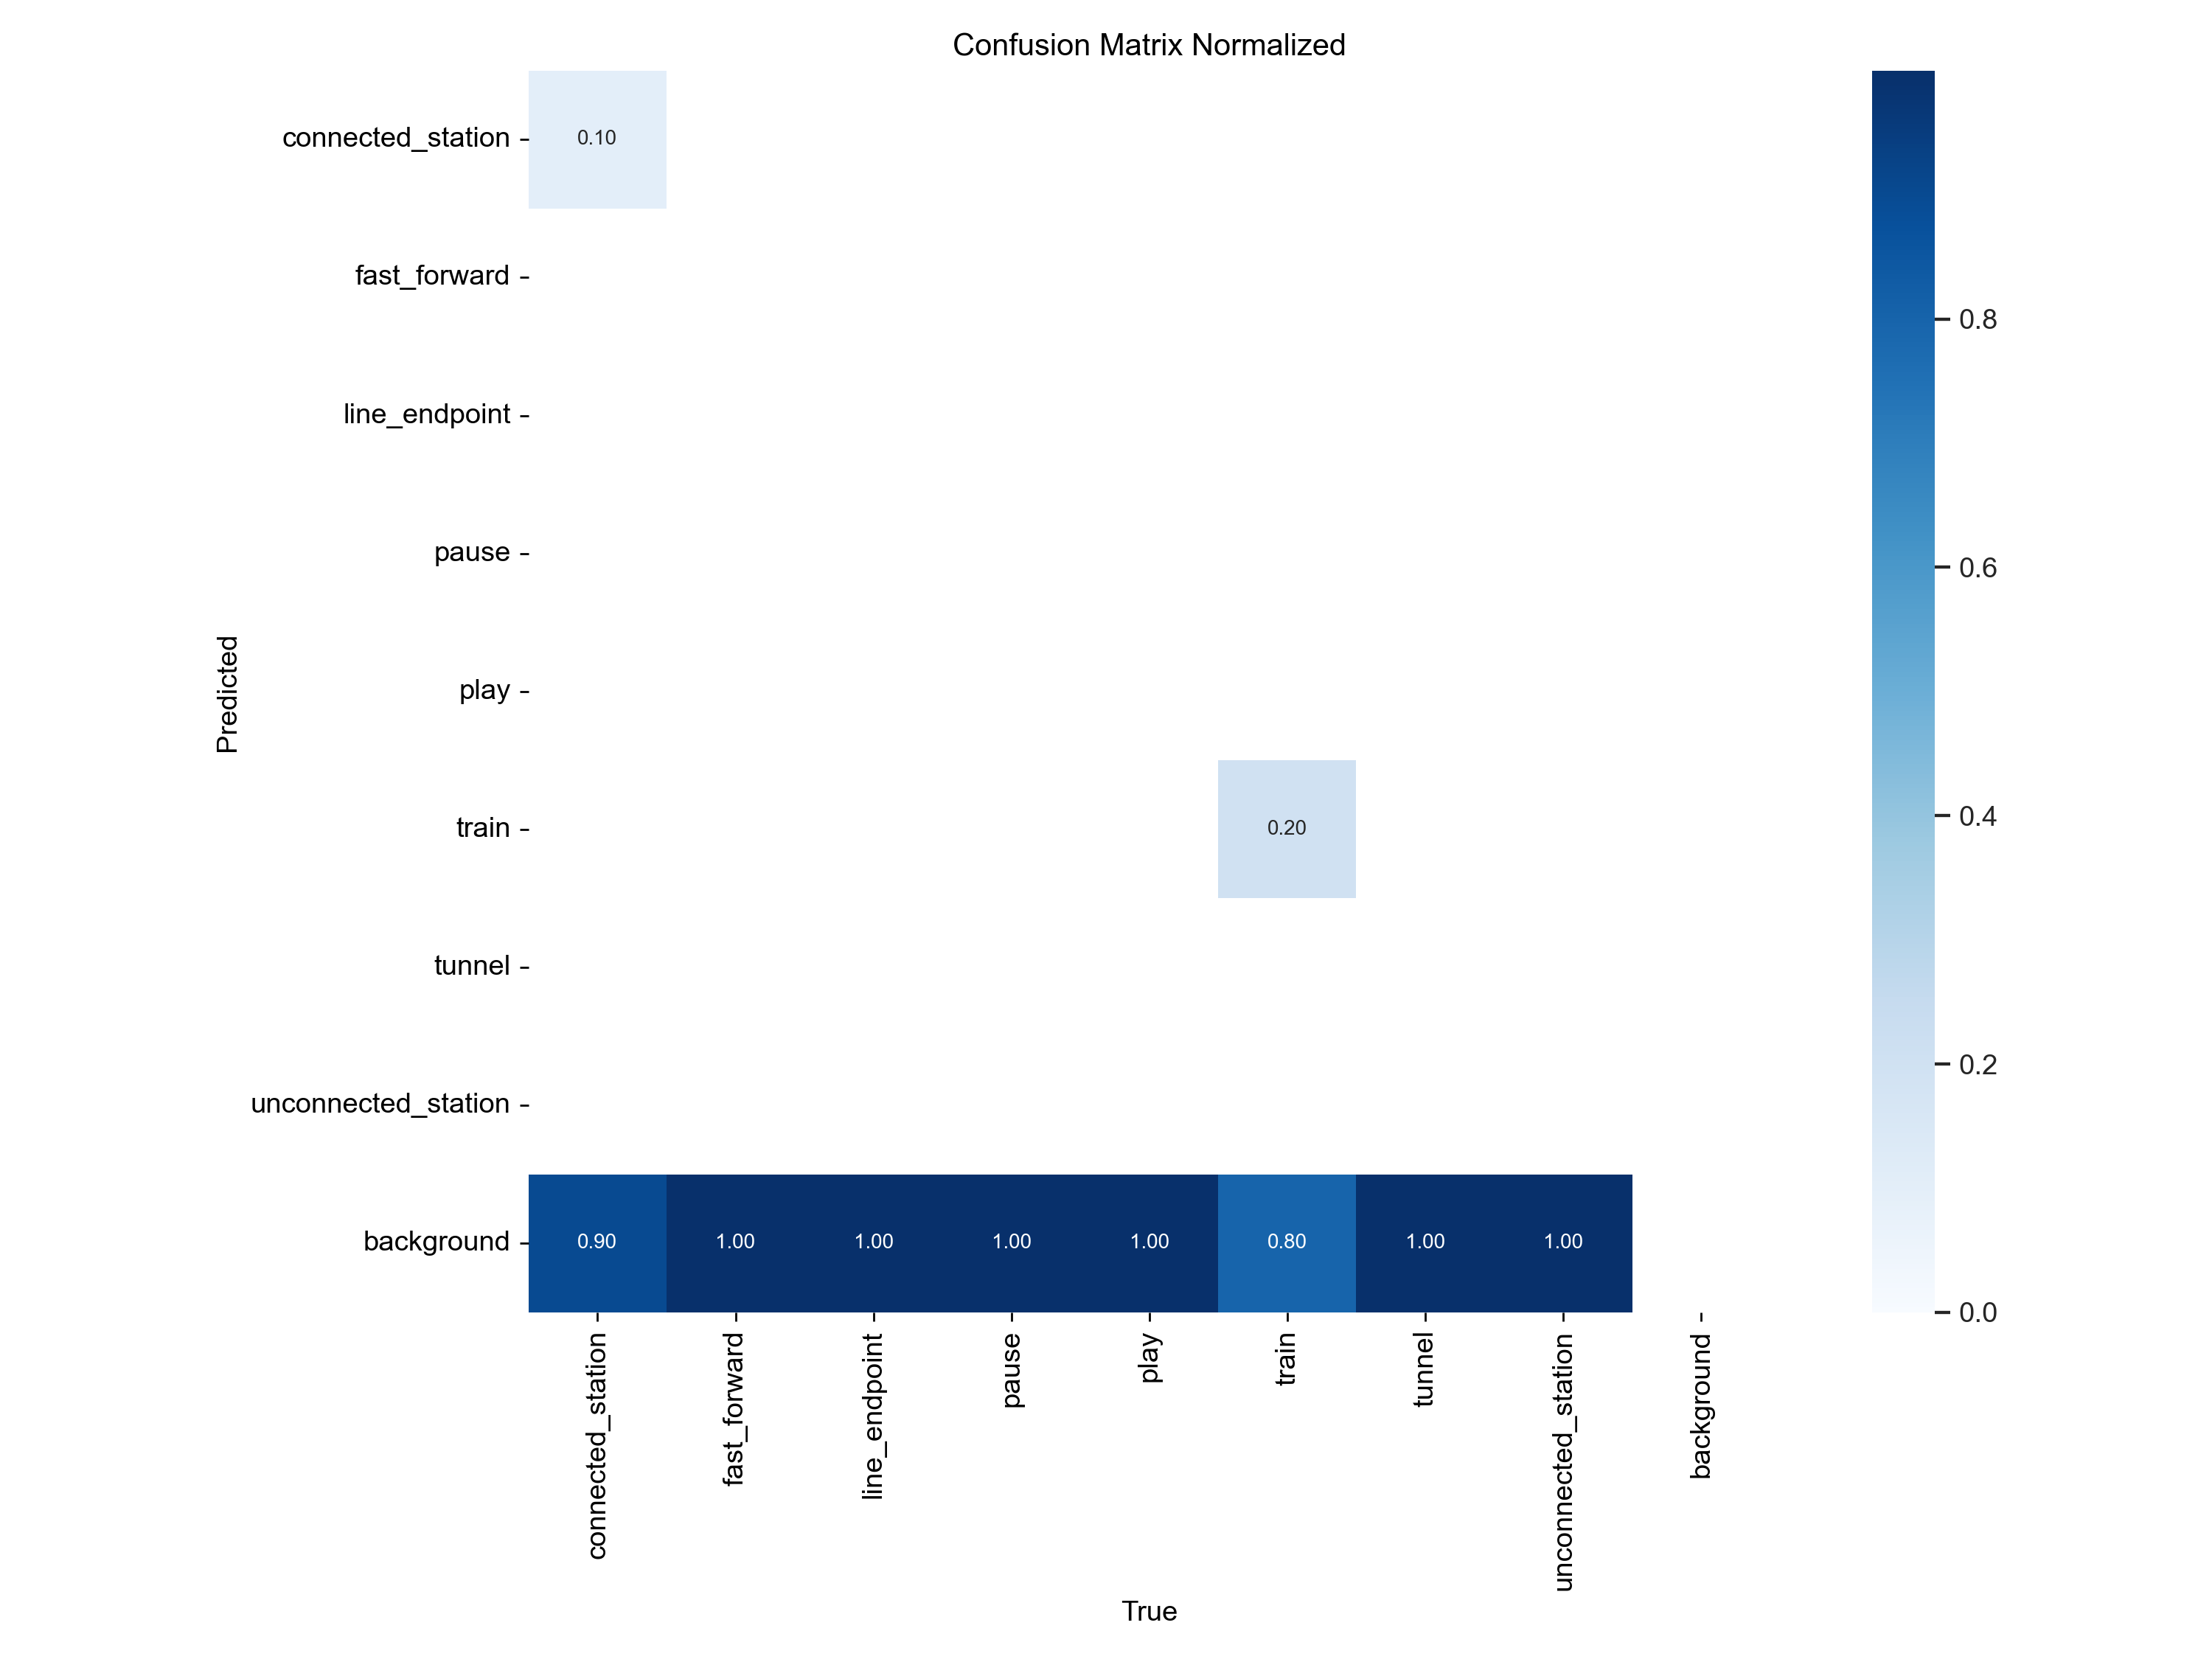 Confusion Matrix Normalized
connected_station
0.10
fast_forward
line_endpoint
pause
play
train
0.20
tunnel
unconnected_station
background
0.90 1.00 1.00 1.00 1.00 0.80 1.00 1.00
Predicted
connected_station
fast_forward
line_endpoint
pause
play
train
tunnel
unconnected_station
background
True
0.8
0.6
0.4
0.2
0.0